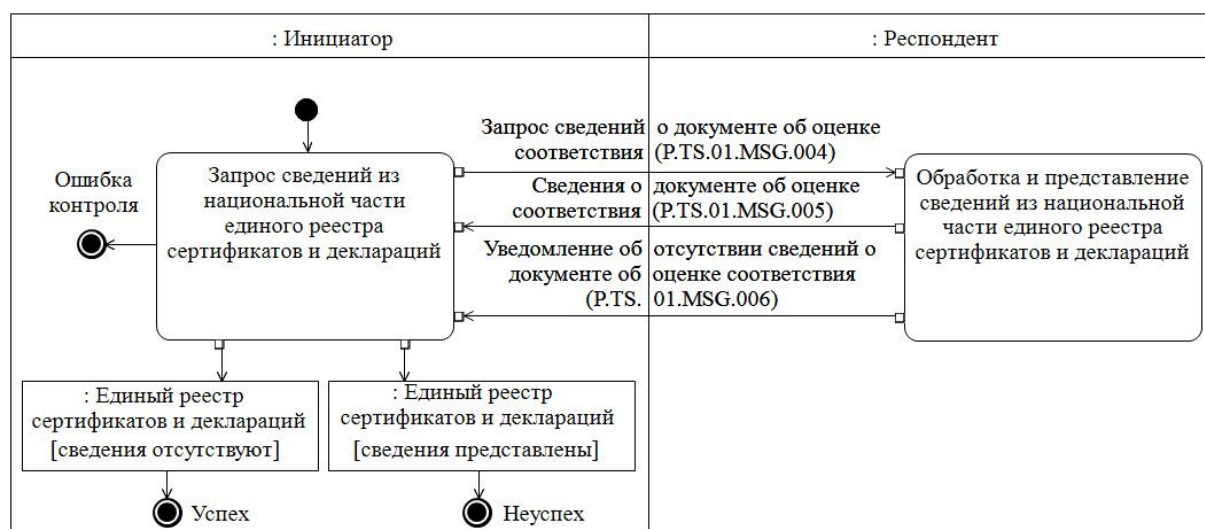 : Инициатор
: Респондент
Запрос сведений о документе об оценке
соответствия (P.TS.01.MSG.004)
Ошибка
контроля
Запрос сведений из
национальной части
единого реестра
сертификатов и деклараций
Сведения о документе об оценке
соответствия (P.TS.01.MSG.005)
Уведомление об отсутствии сведений о
документе об оценке соответствия
(P.TS. 01.MSG.006)
Обработка и представление
сведений из национальной
части единого реестра
сертификатов и деклараций
: Единый реестр
сертификатов и деклараций
[сведения отсутствуют]
: Единый реестр
сертификатов и деклараций
[сведения представлены]
Успех
Неуспех